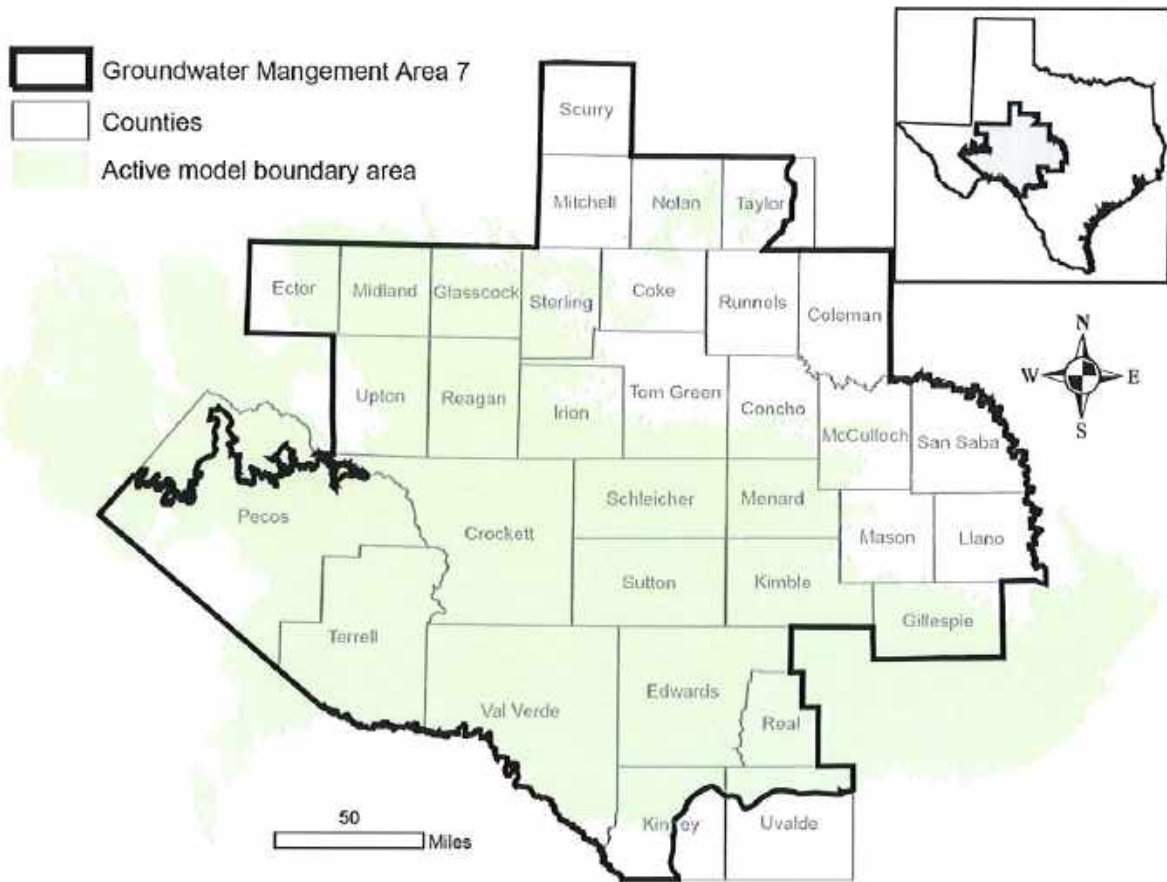 Groundwater Mangement Area 7
Counties
Active model boundary area
Scurry
Mitchell Nolan Taylor
Ector Midland Glasscock Sterling Coke Runnels Coleman
Upton Reagan Irion Tom Green Concho McCulloch San Saba
Pecos Crockett Schleicher Menard Mason Llano
Terrell Sutton Kimble Gillespie
Val Verde Edwards Real
Kinney Uvalde
N
W E
S
50
Miles